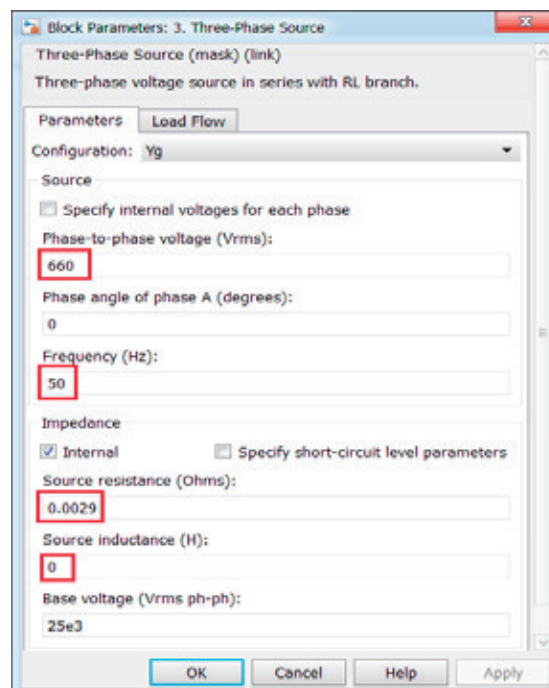 Block Parameters: 3. Three-Phase Source
Three-Phase Source (mask) (link)
Three-phase voltage source in series with RL branch.
Parameters Load Flow
Configuration: Yg
Source
Specify internal voltages for each phase
Phase-to-phase voltage (Vrms):
660
Phase angle of phase A (degrees):
0
Frequency (Hz):
50
Impedance
Internal Specify short-circuit level parameters
Source resistance (Ohms):
0.0029
Source inductance (H):
0
Base voltage (Vrms ph-ph):
25e3
OK Cancel Help Apply